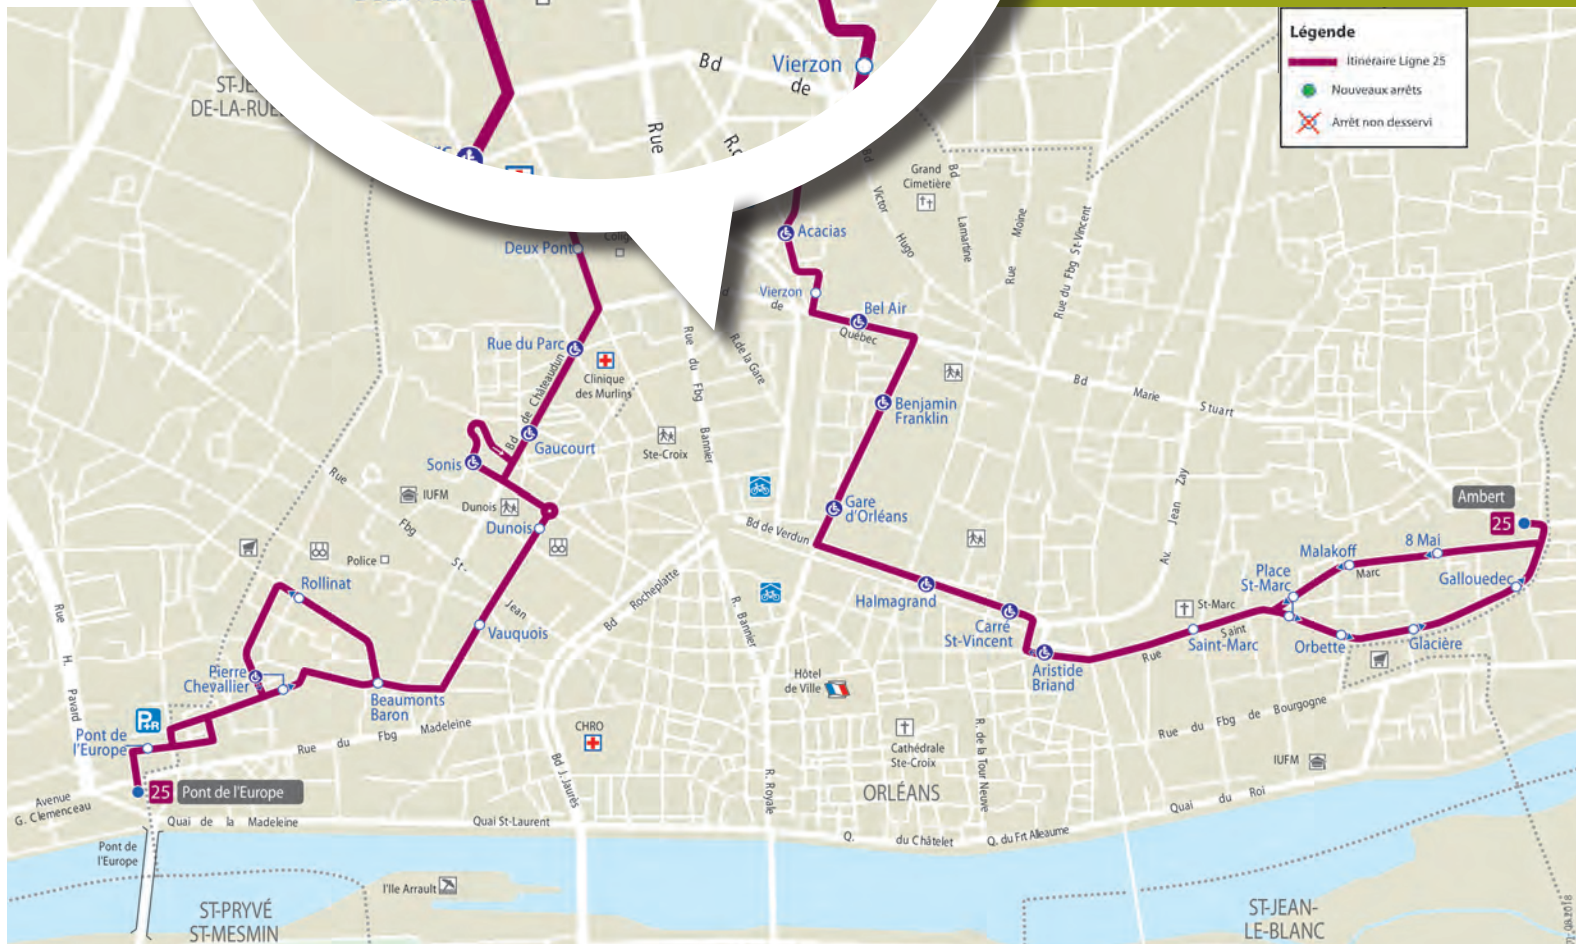 Légende
Itinéraire Ligne 25
Nouveaux arrêts
Arrêt non desservi
Bd
de
Vierzon
Rue
DE-LA-RUE
Grand
Cimetière
Bd
Lamartine
Bd
Victor
Hugo
Rue Moine
Rue du Fbg St-Vincent
Acacias
Deux Pont
Vierzon
de
Bel Air
Québec
Rue du Parc
Bd de Châteaudun
Clinique
des Murlins
Rue du Fbg Bannier
R. de la Gare
Bd Marie Stuart
Benjamin
Franklin
Gaucourt
Ste-Croix
Sonis
IUFM
Dunois
Dunois
Rue Fbg St-Jean
Police
Gare
d'Orléans
Bd de Verdun
Av. Jean Zay
Ambert
25
8 Mai
Malakoff
Marc
Place
St-Marc
Gallouedec
Rollinat
Bd Rocheplatte
R. Bannier
Halmagrand
Carré
St-Vincent
St-Marc
Rue Saint
Saint-Marc
Orbette
Glacière
Vauquois
Rue H. Pavard
Pierre
Chevallier
Beaumonts
Baron
Aristide
Briand
Hôtel
de Ville
P+R
Pont de
l'Europe
Rue du Fbg Madeleine
CHRO
Cathédrale
Ste-Croix
R. de la Tour Neuve
Rue du Fbg de Bourgogne
IUFM
25
Pont de l'Europe
Avenue
G. Clemenceau
Bd J. Jaurès
R. Royale
ORLÉANS
Quai du Roi
Quai de la Madeleine
Quai St-Laurent
Q. du Châtelet
Q. du Frt Alleaume
Pont de
l'Europe
l'Ile Arrault
ST-PRYVÉ
ST-MESMIN
ST-JEAN-
LE-BLANC